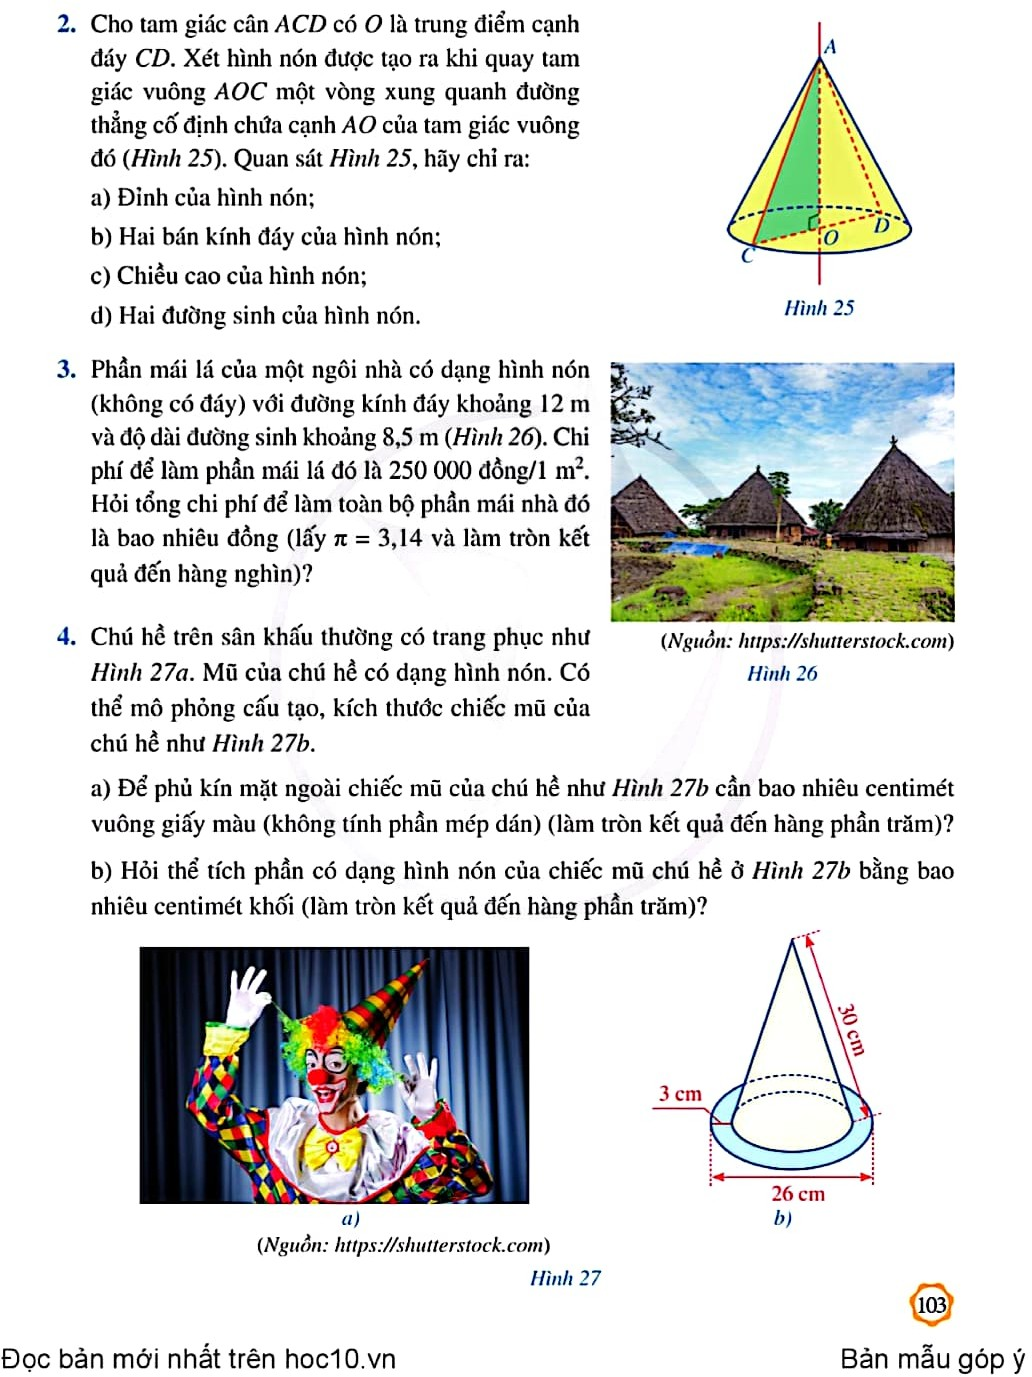 2. Cho tam giác cân ACD có O là trung điểm cạnh
đáy CD. Xét hình nón được tạo ra khi quay tam
giác vuông AOC một vòng xung quanh đường
thẳng cố định chứa cạnh AO của tam giác vuông
đó (Hình 25). Quan sát Hình 25, hãy chỉ ra:
a) Đỉnh của hình nón;
b) Hai bán kính đáy của hình nón;
c) Chiều cao của hình nón;
d) Hai đường sinh của hình nón.
A
O
D
C
Hình 25
3. Phần mái lá của một ngôi nhà có dạng hình nón
(không có đáy) với đường kính đáy khoảng 12 m
và độ dài đường sinh khoảng 8,5 m (Hình 26). Chi
phí để làm phần mái lá đó là 250 000 đồng/1 m².
Hỏi tổng chi phí để làm toàn bộ phần mái nhà đó
là bao nhiêu đồng (lấy π = 3,14 và làm tròn kết
quả đến hàng nghìn)?
(Nguồn: https://shutterstock.com)
Hình 26
4. Chú hề trên sân khấu thường có trang phục như
Hình 27a. Mũ của chú hề có dạng hình nón. Có
thể mô phỏng cấu tạo, kích thước chiếc mũ của
chú hề như Hình 27b.
a) Để phủ kín mặt ngoài chiếc mũ của chú hề như Hình 27b cần bao nhiêu centimét
vuông giấy màu (không tính phần mép dán) (làm tròn kết quả đến hàng phần trăm)?
b) Hỏi thể tích phần có dạng hình nón của chiếc mũ chú hề ở Hình 27b bằng bao
nhiêu centimét khối (làm tròn kết quả đến hàng phần trăm)?
30 cm
3 cm
26 cm
a)
b)
(Nguồn: https://shutterstock.com)
Hình 27
103
Đọc bản mới nhất trên hoc10.vn
Bản mẫu góp ý